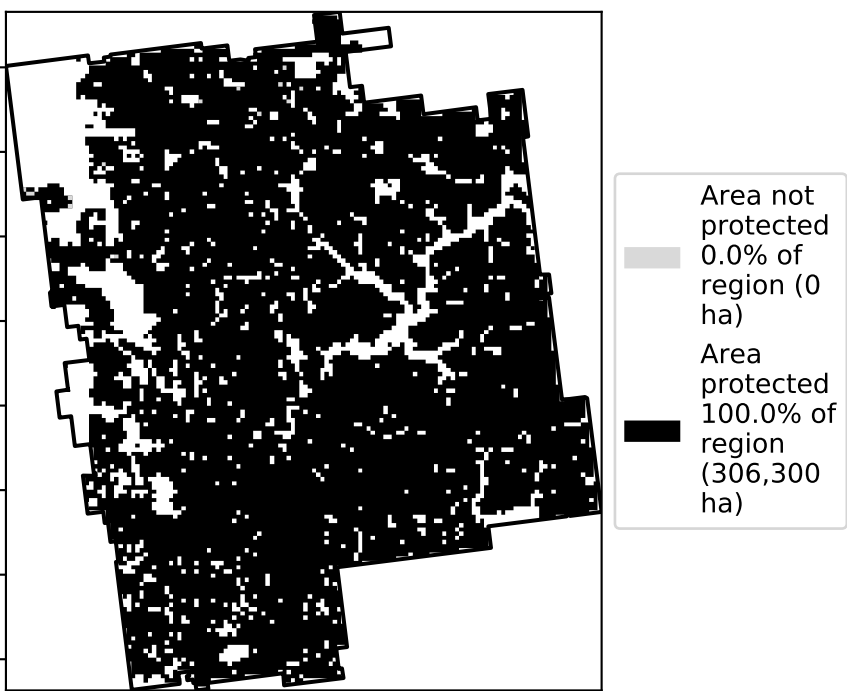 Area not
protected
0.0% of
region (0
ha)
Area
protected
100.0% of
region
(306,300
ha)